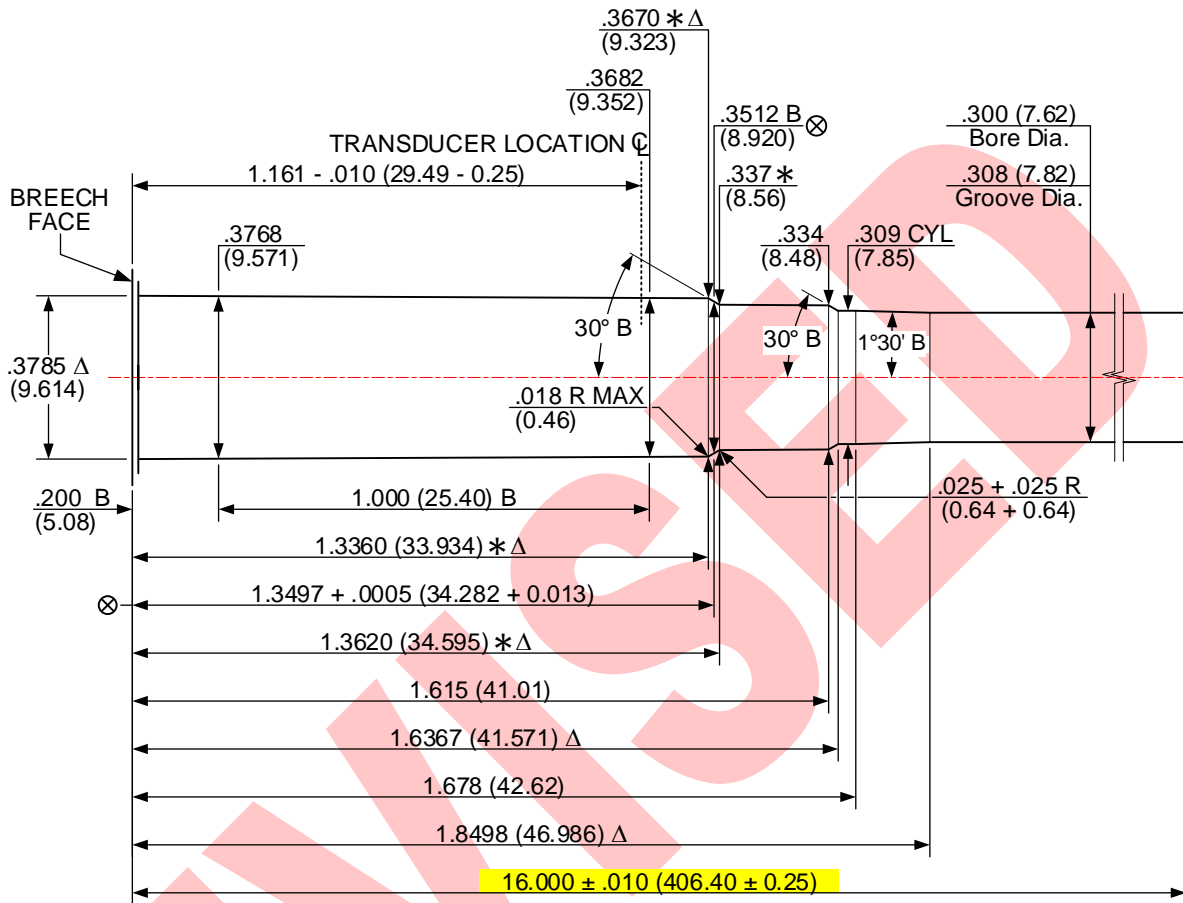 .3670 * Δ
(9.323)
.3682
(9.352)
.3512 B ⊗
(8.920)
.300 (7.62)
Bore Dia.
TRANSDUCER LOCATION ℄
1.161 - .010 (29.49 - 0.25)
.337 *
(8.56)
.308 (7.82)
Groove Dia.
BREECH
FACE
.3768
(9.571)
.334
(8.48)
.309 CYL
(7.85)
30° B
30° B
1°30' B
.3785 Δ
(9.614)
.018 R MAX
(0.46)
.200 B
(5.08)
1.000 (25.40) B
.025 + .025 R
(0.64 + 0.64)
1.3360 (33.934) * Δ
⊗ 1.3497 + .0005 (34.282 + 0.013)
1.3620 (34.595) * Δ
1.615 (41.01)
1.6367 (41.571) Δ
1.678 (42.62)
1.8498 (46.986) Δ
16.000 ± .010 (406.40 ± 0.25)